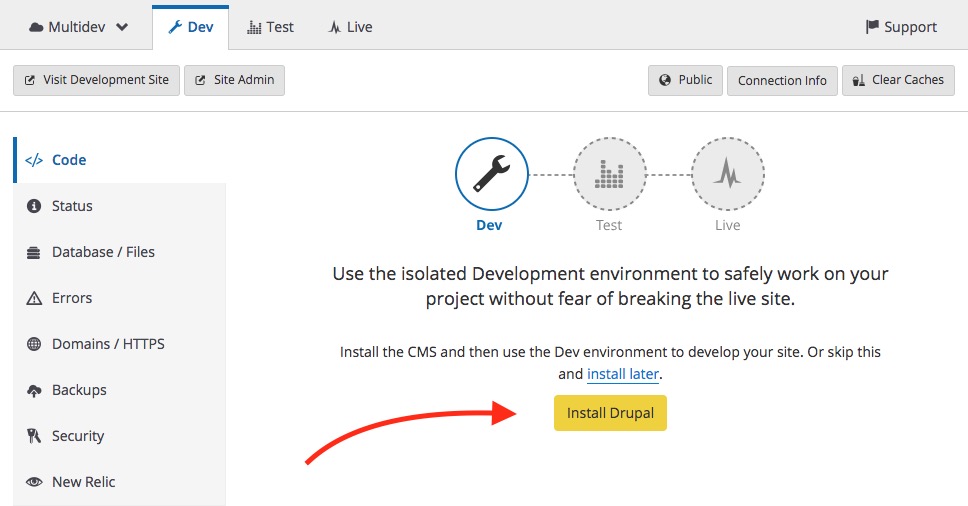 Multidev
Dev
Test
Live
Support
Visit Development Site
Site Admin
Public
Connection Info
Clear Caches
</> Code
Status
Database / Files
Errors
Domains / HTTPS
Backups
Security
New Relic
Dev
Test
Live
Use the isolated Development environment to safely work on your
project without fear of breaking the live site.
Install the CMS and then use the Dev environment to develop your site. Or skip this
and install later.
Install Drupal